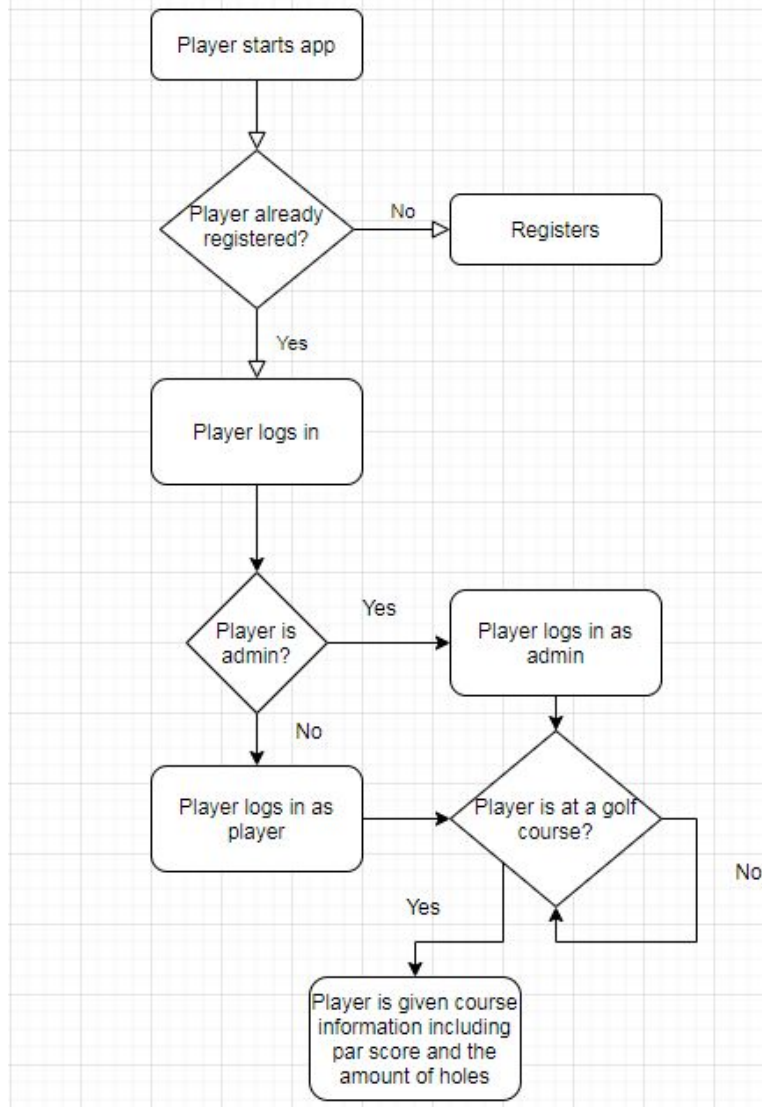 Player starts app
Player already
registered?
No
Registers
Yes
Player logs in
Player is
admin?
Yes
Player logs in as
admin
No
Player logs in as
player
Player is at a golf
course?
No
Yes
Player is given course
information including
par score and the
amount of holes